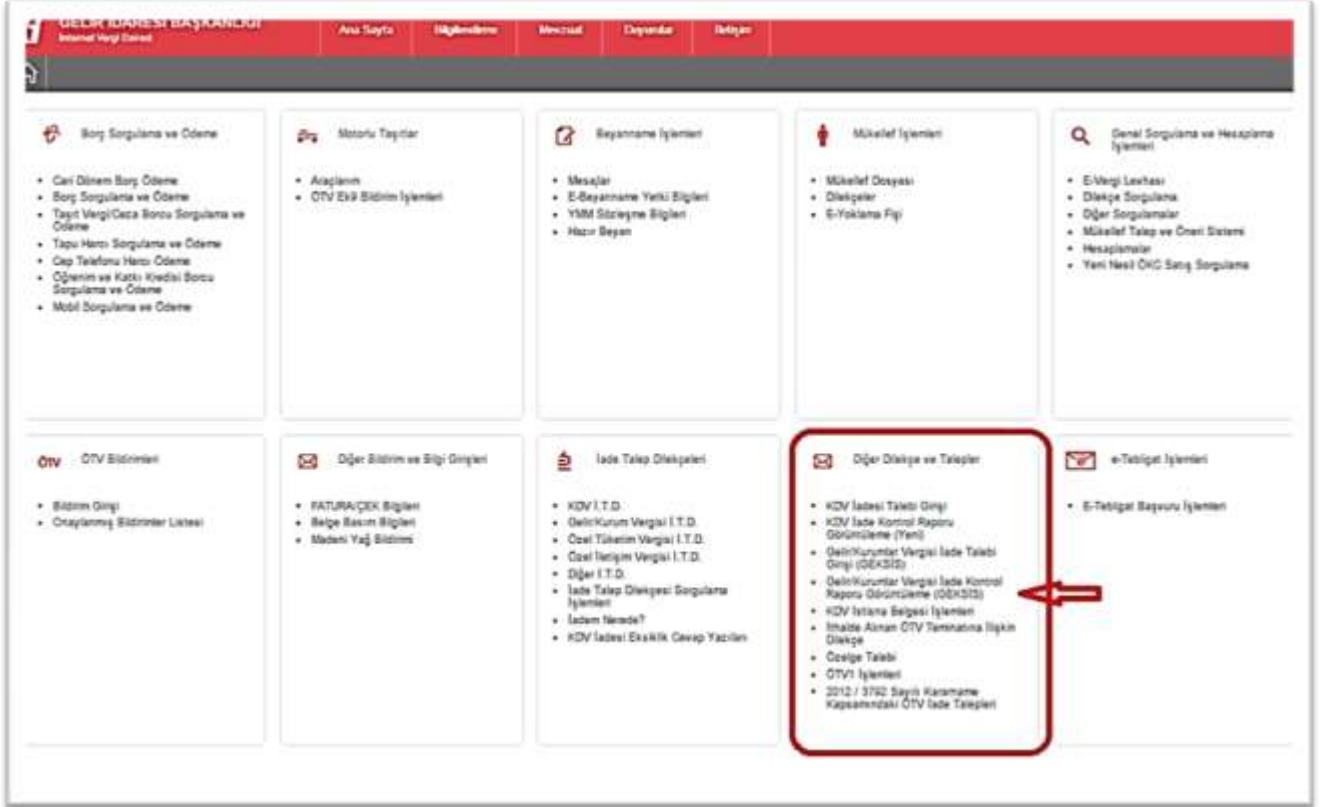 GELİR İDARESİ BAŞKANLIĞI
İnternet Vergi Dairesi
Ana Sayfa Bilgilendirme Mevzuat Duyurular İletişim
Borç Sorgulama ve Ödeme
Cari Dönem Borç Ödeme
Borç Sorgulama ve Ödeme
Taşıt Vergi/Ceza Borcu Sorgulama ve
Ödeme
Tapu Harcı Sorgulama ve Ödeme
Cep Telefonu Harcı Ödeme
Öğrenim ve Katkı Kredisi Borcu
Sorgulama ve Ödeme
Mobil Sorgulama ve Ödeme
Motorlu Taşıtlar
Araçlarım
ÖTV Ek9 Bildirim İşlemleri
Beyanname İşlemleri
Mesajlar
E-Beyanname Yetki Bilgileri
YMM Sözleşme Bilgileri
Hazır Beyan
Mükellef İşlemleri
Mükellef Dosyası
Dilekçeler
E-Yoklama Fişi
Genel Sorgulama ve Hesaplama
İşlemleri
E-Vergi Levhası
Dilekçe Sorgulama
Diğer Sorgulamalar
Mükellef Talep ve Öneri Sistemi
Hesaplamalar
Yeni Nesil ÖKC Satış Sorgulama
ÖTV ÖTV Bildirimleri
Bildirim Girişi
Onaylanmış Bildirimler Listesi
Diğer Bildirim ve Bilgi Girişleri
FATURA/ÇEK Bilgileri
Belge Basım Bilgileri
Madeni Yağ Bildirimi
İade Talep Dilekçeleri
KDV İ.T.D.
Gelir/Kurum Vergisi İ.T.D.
Özel Tüketim Vergisi İ.T.D.
Özel İletişim Vergisi İ.T.D.
Diğer İ.T.D.
İade Talep Dilekçesi Sorgulama
İşlemleri
İadem Nerede?
KDV İadesi Eksiklik Cevap Yazıları
Diğer Dilekçe ve Talepler
KDV İadesi Talebi Girişi
KDV İade Kontrol Raporu
Görüntüleme (Yeni)
Gelir/Kurumlar Vergisi İade Talebi
Girişi (GEKSİS)
Gelir/Kurumlar Vergisi İade Kontrol
Raporu Görüntüleme (GEKSİS)
KDV İstisna Belgesi İşlemleri
İthalde Alınan ÖTV Teminatına İlişkin
Dilekçe
Özelge Talebi
ÖTV1 İşlemleri
2012 / 3792 Sayılı Kararname
Kapsamındaki ÖTV İade Talepleri
e-Tebligat İşlemleri
E-Tebligat Başvuru İşlemleri